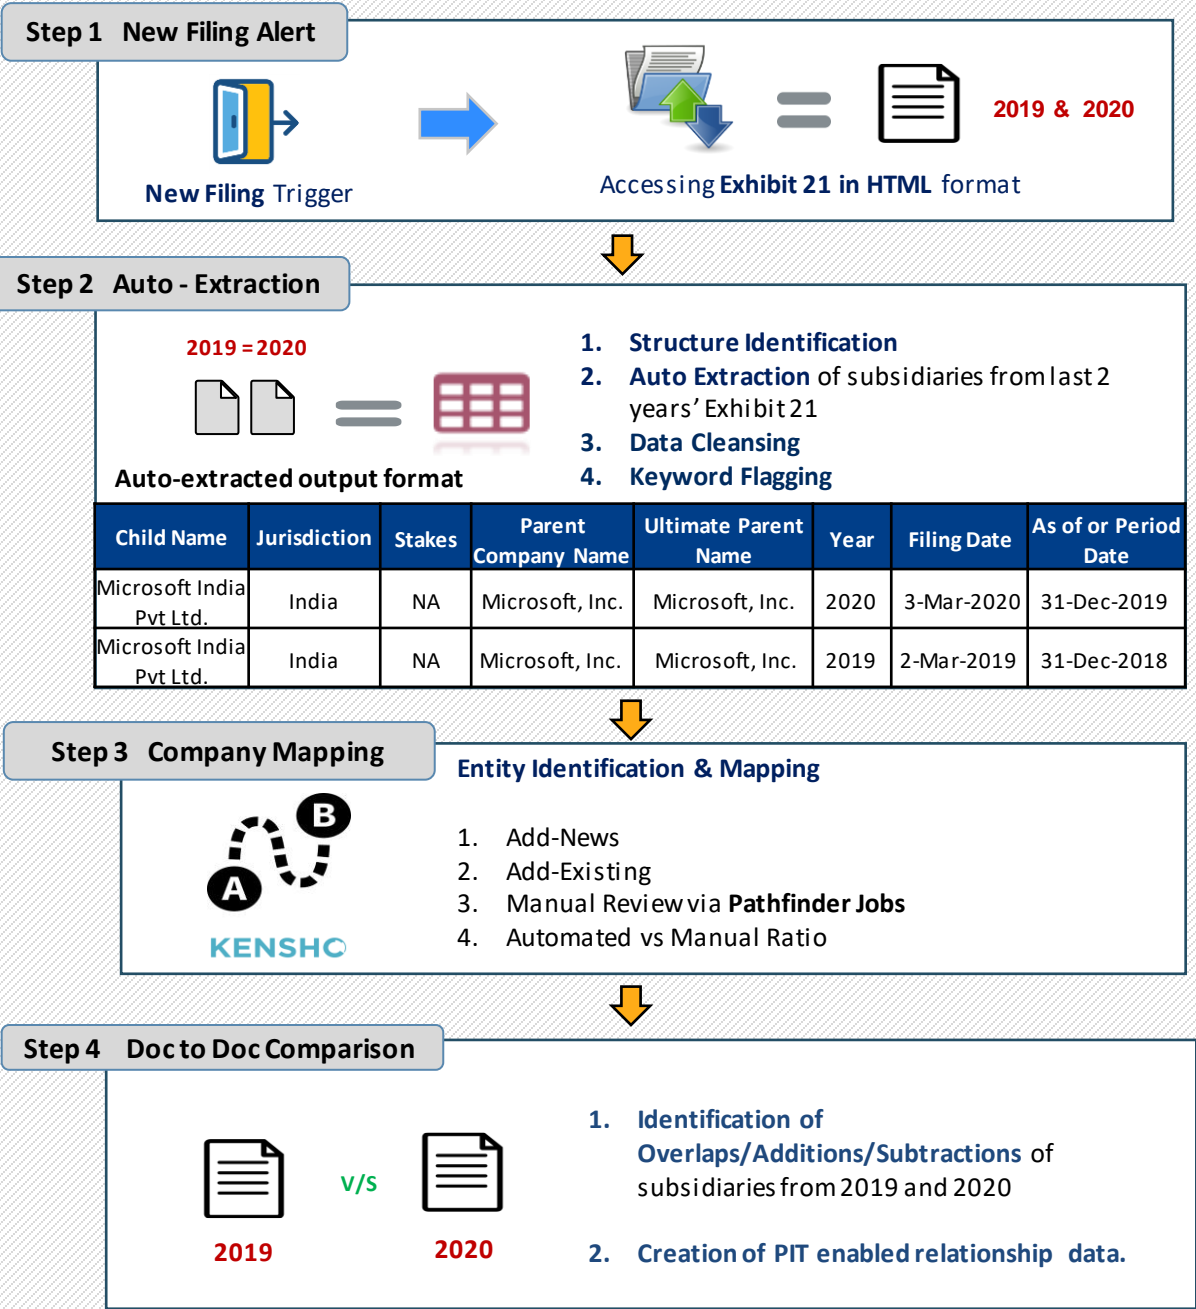 Step 1 New Filing Alert
2019 & 2020
New Filing Trigger
Accessing Exhibit 21 in HTML format
Step 2 Auto - Extraction
2019 = 2020
1. Structure Identification
2. Auto Extraction of subsidiaries from last 2
years' Exhibit 21
3. Data Cleansing
4. Keyword Flagging
Auto-extracted output format
Child Name Jurisdiction Stakes Parent Company Name Ultimate Parent Name Year Filing Date As of or Period Date
Microsoft India Pvt Ltd. India NA Microsoft, Inc. Microsoft, Inc. 2020 3-Mar-2020 31-Dec-2019
Microsoft India Pvt Ltd. India NA Microsoft, Inc. Microsoft, Inc. 2019 2-Mar-2019 31-Dec-2018
Step 3 Company Mapping
Entity Identification & Mapping
A
B
KENSHO
1. Add-News
2. Add-Existing
3. Manual Review via Pathfinder Jobs
4. Automated vs Manual Ratio
Step 4 Doc to Doc Comparison
2019
V/S
2020
1. Identification of
Overlaps/Additions/Subtractions of
subsidiaries from 2019 and 2020
2. Creation of PIT enabled relationship data.